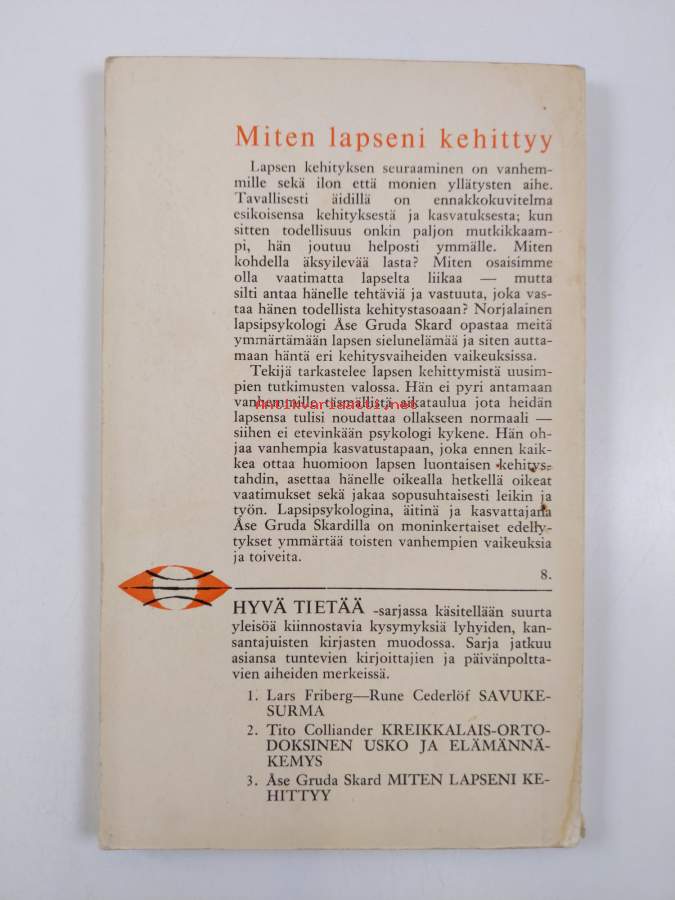 Miten lapseni kehittyy
Lapsen kehityksen seuraaminen on vanhem-
mille sekä ilon että monien yllätysten aihe.
Tavallisesti äidillä on ennakkokuvitelma
esikoisensa kehityksestä ja kasvatuksesta; kun
sitten todellisuus onkin paljon mutkikkaam-
pi, hän joutuu helposti ymmälle. Miten
kohdella äksyilevää lasta? Miten osaisimme
olla vaatimatta lapselta liikaa — mutta
silti antaa hänelle tehtäviä ja vastuuta, joka vas-
taa hänen todellista kehitystasoaan? Norjalainen
lapsipsykologi Åse Gruda Skard opastaa meitä
ymmärtämään lapsen sielunelämää ja siten autta-
maan häntä eri kehitysvaiheiden vaikeuksissa.
Tekijä tarkastelee lapsen kehittymistä uusim-
pien tutkimusten valossa. Hän ei pyri antamaan
vanhemmille täsmällistä aikataulua jota heidän
Antikvariaatti.net
lapsensa tulisi noudattaa ollakseen normaali —
siihen ei etevinkään psykologi kykene. Hän oh-
jaa vanhempia kasvatustapaan, joka ennen kaik-
kea ottaa huomioon lapsen luontaisen kehitys-
tahdin, asettaa hänelle oikealla hetkellä oikeat
vaatimukset sekä jakaa sopusuhtaisesti leikin ja
työn. Lapsipsykologina, äitinä ja kasvattajana
Åse Gruda Skardilla on moninkertaiset edelly-
tykset ymmärtää toisten vanhempien vaikeuksia
ja toiveita.
8.
HYVÄ TIETÄÄ -sarjassa käsitellään suurta
yleisöä kiinnostavia kysymyksiä lyhyiden, kan-
santajuisten kirjasten muodossa. Sarja jatkuu
asiansa tuntevien kirjoittajien ja päivänpoltta-
vien aiheiden merkeissä.
1. Lars Friberg—Rune Cederlöf SAVUKE-
SURMA
2. Tito Colliander KREIKKALAIS-ORTO-
DOKSINEN USKO JA ELÄMÄNNÄ-
KEMYS
3. Åse Gruda Skard MITEN LAPSENI KE-
HITTYY